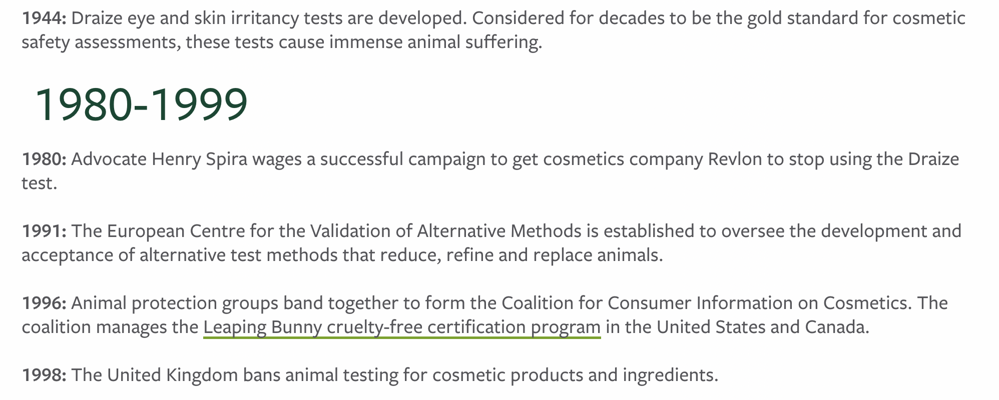 1944: Draize eye and skin irritancy tests are developed. Considered for decades to be the gold standard for cosmetic
safety assessments, these tests cause immense animal suffering.
1980-1999
1980: Advocate Henry Spira wages a successful campaign to get cosmetics company Revlon to stop using the Draize
test.
1991: The European Centre for the Validation of Alternative Methods is established to oversee the development and
acceptance of alternative test methods that reduce, refine and replace animals.
1996: Animal protection groups band together to form the Coalition for Consumer Information on Cosmetics. The
coalition manages the Leaping Bunny cruelty-free certification program in the United States and Canada.
1998: The United Kingdom bans animal testing for cosmetic products and ingredients.